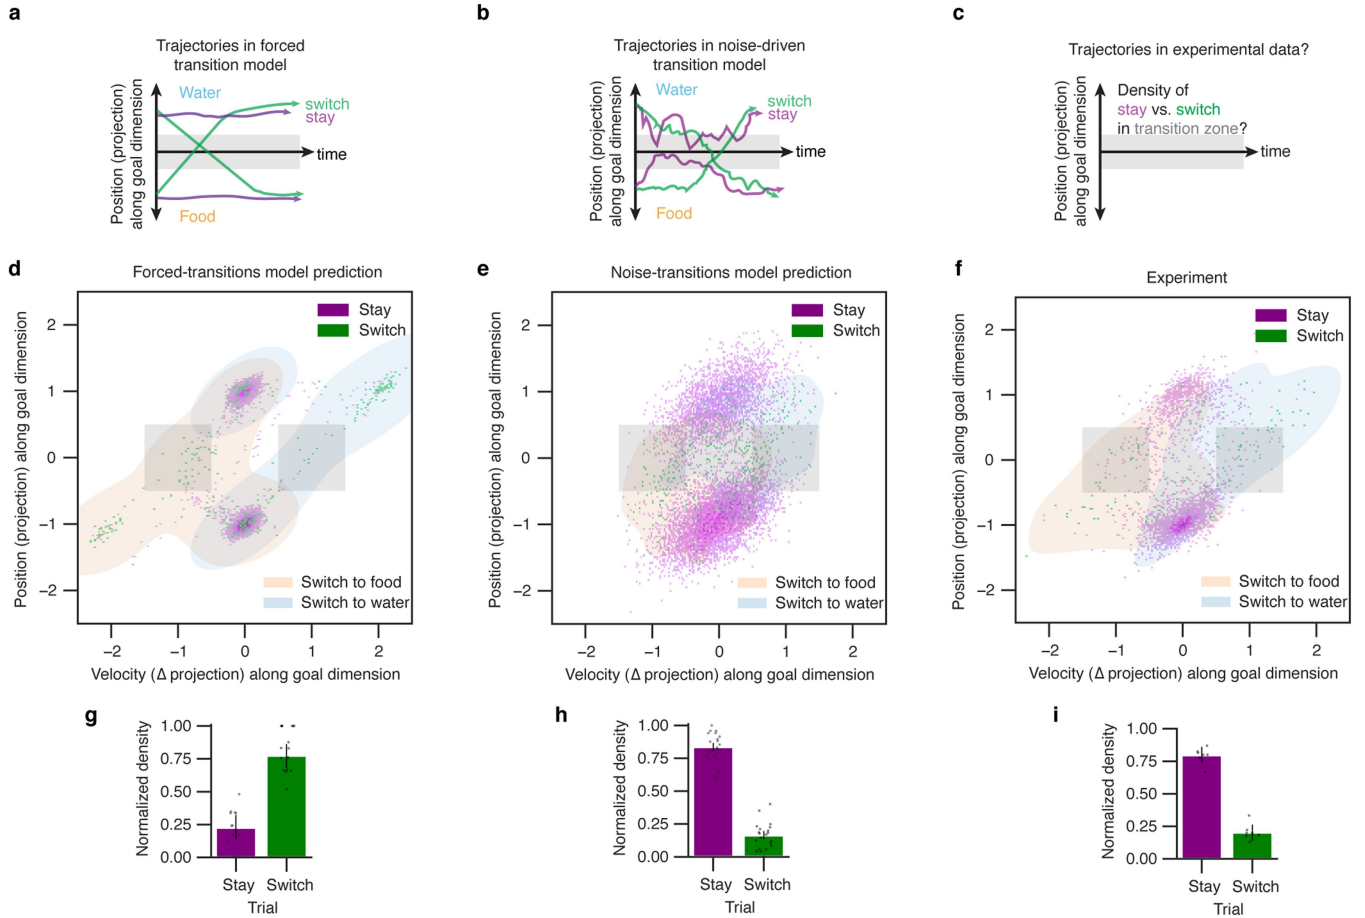 a
Trajectories in forced
transition model
Position (projection)
along goal dimension
Water
switch
stay
time
Food
b
Trajectories in noise-driven
transition model
Position (projection)
along goal dimension
Water
switch
stay
time
Food
c
Trajectories in experimental data?
Position (projection)
along goal dimension
Density of
stay vs. switch
in transition zone?
time
d
Forced-transitions model prediction
Position (projection) along goal dimension
2
1
0
−1
−2
Stay
Switch
Switch to food
Switch to water
−2 −1 0 1 2
Velocity (Δ projection) along goal dimension
e
Noise-transitions model prediction
Position (projection) along goal dimension
2
1
0
−1
−2
Stay
Switch
Switch to food
Switch to water
−2 −1 0 1 2
Velocity (Δ projection) along goal dimension
f
Experiment
Position (projection) along goal dimension
2
1
0
−1
−2
Stay
Switch
Switch to food
Switch to water
−2 −1 0 1 2
Velocity (Δ projection) along goal dimension
g
Normalized density
1.00
0.75
0.50
0.25
0.00
Stay Switch
Trial
h
Normalized density
1.00
0.75
0.50
0.25
0.00
Stay Switch
Trial
i
Normalized density
1.00
0.75
0.50
0.25
0.00
Stay Switch
Trial